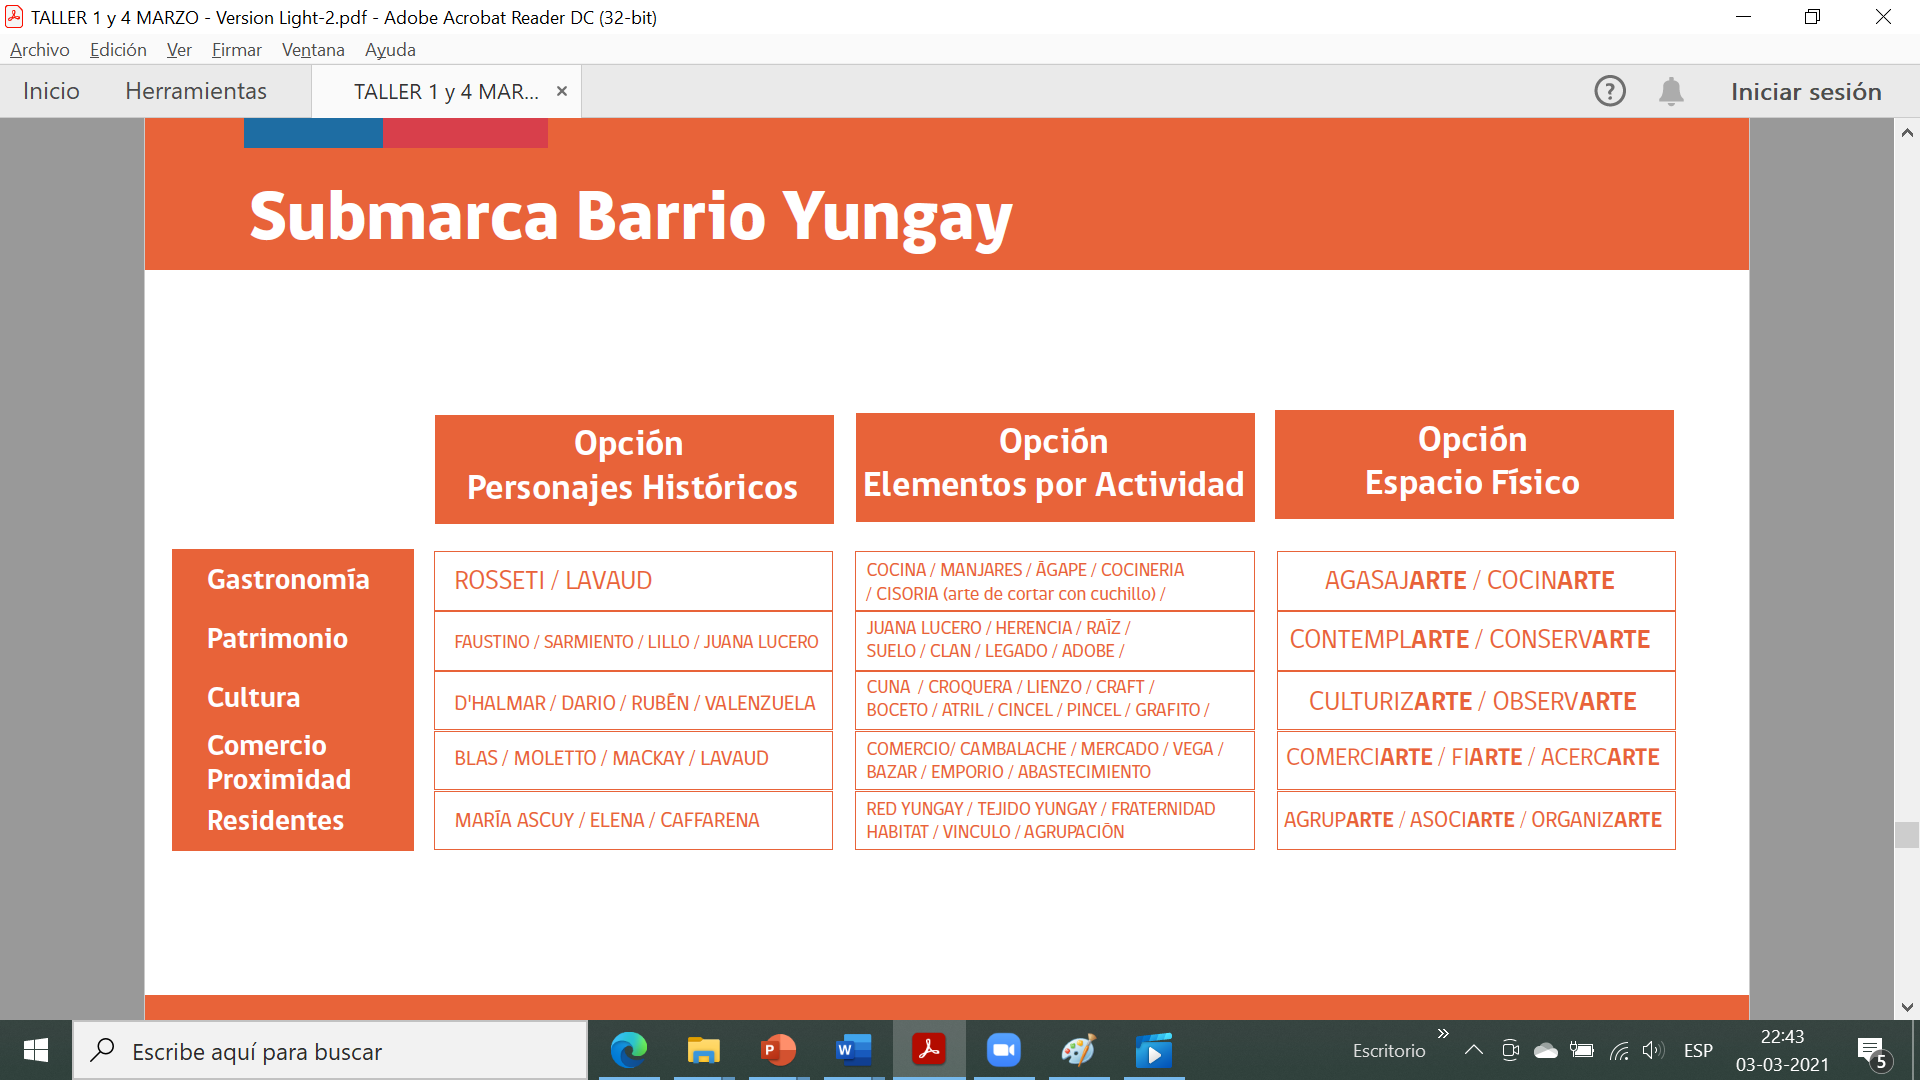 TALLER 1 y 4 MARZO - Version Light-2.pdf - Adobe Acrobat Reader DC (32-bit)
Archivo Edición Ver Firmar Ventana Ayuda
Inicio Herramientas TALLER 1 y 4 MAR... × ? Iniciar sesión
Submarca Barrio Yungay
Opción
Personajes Históricos
Opción
Elementos por Actividad
Opción
Espacio Físico
Gastronomía
ROSSETI / LAVAUD
COCINA / MANJARES / ÁGAPE / COCINERIA
/ CISORIA (arte de cortar con cuchillo) /
AGASAJARTE / COCINARTE
Patrimonio
FAUSTINO / SARMIENTO / LILLO / JUANA LUCERO
JUANA LUCERO / HERENCIA / RAÍZ /
SUELO / CLAN / LEGADO / ADOBE /
CONTEMPLARTE / CONSERVARTE
Cultura
D'HALMAR / DARIO / RUBÉN / VALENZUELA
CUNA / CROQUERA / LIENZO / CRAFT /
BOCETO / ATRIL / CINCEL / PINCEL / GRAFITO /
CULTURIZARTE / OBSERVARTE
Comercio
Proximidad
BLAS / MOLETTO / MACKAY / LAVAUD
COMERCIO/ CAMBALACHE / MERCADO / VEGA /
BAZAR / EMPORIO / ABASTECIMIENTO
COMERCIARTE / FIARTE / ACERCARTE
Residentes
MARÍA ASCUY / ELENA / CAFFARENA
RED YUNGAY / TEJIDO YUNGAY / FRATERNIDAD
HABITAT / VINCULO / AGRUPACIÓN
AGRUPARTE / ASOCIARTE / ORGANIZARTE
Escribe aquí para buscar
P W
Escritorio » ESP
22:43
03-03-2021
5